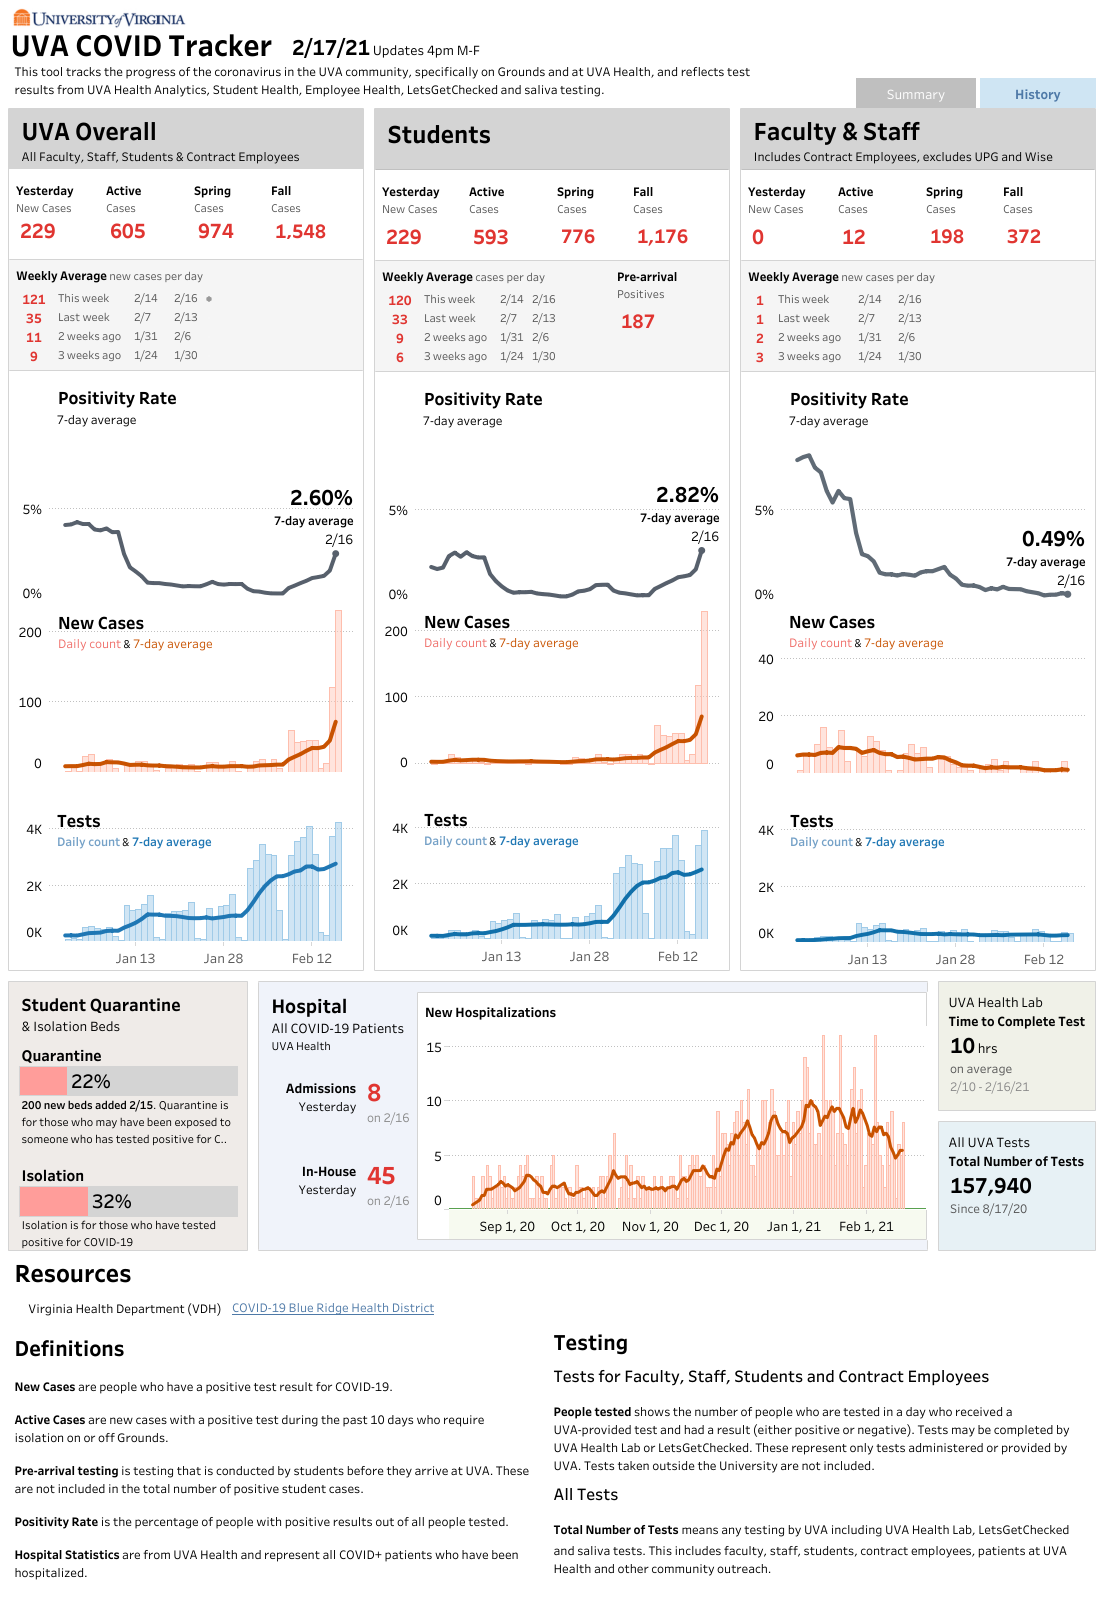 UNIVERSITY of VIRGINIA
UVA COVID Tracker 2/17/21 Updates 4pm M-F
This tool tracks the progress of the coronavirus in the UVA community, specifically on Grounds and at UVA Health, and reflects test
results from UVA Health Analytics, Student Health, Employee Health, LetsGetChecked and saliva testing.
Summary
History
UVA Overall
All Faculty, Staff, Students & Contract Employees
Yesterday Active Spring Fall
New Cases Cases Cases Cases
229 605 974 1,548
Weekly Average new cases per day
121 This week 2/14 2/16
35 Last week 2/7 2/13
11 2 weeks ago 1/31 2/6
9 3 weeks ago 1/24 1/30
Positivity Rate
7-day average
2.60%
5%
7-day average
2/16
0%
New Cases
200
Daily count & 7-day average
100
0
Tests
4K
Daily count & 7-day average
2K
0K
Jan 13 Jan 28 Feb 12
Students
Yesterday Active Spring Fall
New Cases Cases Cases Cases
229 593 776 1,176
Weekly Average cases per day
120 This week 2/14 2/16
33 Last week 2/7 2/13
9 2 weeks ago 1/31 2/6
6 3 weeks ago 1/24 1/30
Pre-arrival
Positives
187
Positivity Rate
7-day average
2.82%
5%
7-day average
2/16
0%
New Cases
200
Daily count & 7-day average
100
0
Tests
4K
Daily count & 7-day average
2K
0K
Jan 13 Jan 28 Feb 12
Faculty & Staff
Includes Contract Employees, excludes UPG and Wise
Yesterday Active Spring Fall
New Cases Cases Cases Cases
0 12 198 372
Weekly Average new cases per day
1 This week 2/14 2/16
1 Last week 2/7 2/13
2 2 weeks ago 1/31 2/6
3 3 weeks ago 1/24 1/30
Positivity Rate
7-day average
5%
0.49%
7-day average
2/16
0%
New Cases
Daily count & 7-day average
40
20
0
Tests
4K
Daily count & 7-day average
2K
0K
Jan 13 Jan 28 Feb 12
Student Quarantine
& Isolation Beds
Quarantine
22%
200 new beds added 2/15. Quarantine is
for those who may have been exposed to
someone who has tested positive for C..
Isolation
32%
Isolation is for those who have tested
positive for COVID-19
Hospital
All COVID-19 Patients
UVA Health
Admissions 8
Yesterday on 2/16
In-House 45
Yesterday on 2/16
New Hospitalizations
15
10
5
0
Sep 1, 20 Oct 1, 20 Nov 1, 20 Dec 1, 20 Jan 1, 21 Feb 1, 21
UVA Health Lab
Time to Complete Test
10 hrs
on average
2/10 - 2/16/21
All UVA Tests
Total Number of Tests
157,940
Since 8/17/20
Resources
Virginia Health Department (VDH) COVID-19 Blue Ridge Health District
Definitions
New Cases are people who have a positive test result for COVID-19.
Active Cases are new cases with a positive test during the past 10 days who require
isolation on or off Grounds.
Pre-arrival testing is testing that is conducted by students before they arrive at UVA. These
are not included in the total number of positive student cases.
Positivity Rate is the percentage of people with positive results out of all people tested.
Hospital Statistics are from UVA Health and represent all COVID+ patients who have been
hospitalized.
Testing
Tests for Faculty, Staff, Students and Contract Employees
People tested shows the number of people who are tested in a day who received a
UVA-provided test and had a result (either positive or negative). Tests may be completed by
UVA Health Lab or LetsGetChecked. These represent only tests administered or provided by
UVA. Tests taken outside the University are not included.
All Tests
Total Number of Tests means any testing by UVA including UVA Health Lab, LetsGetChecked
and saliva tests. This includes faculty, staff, students, contract employees, patients at UVA
Health and other community outreach.